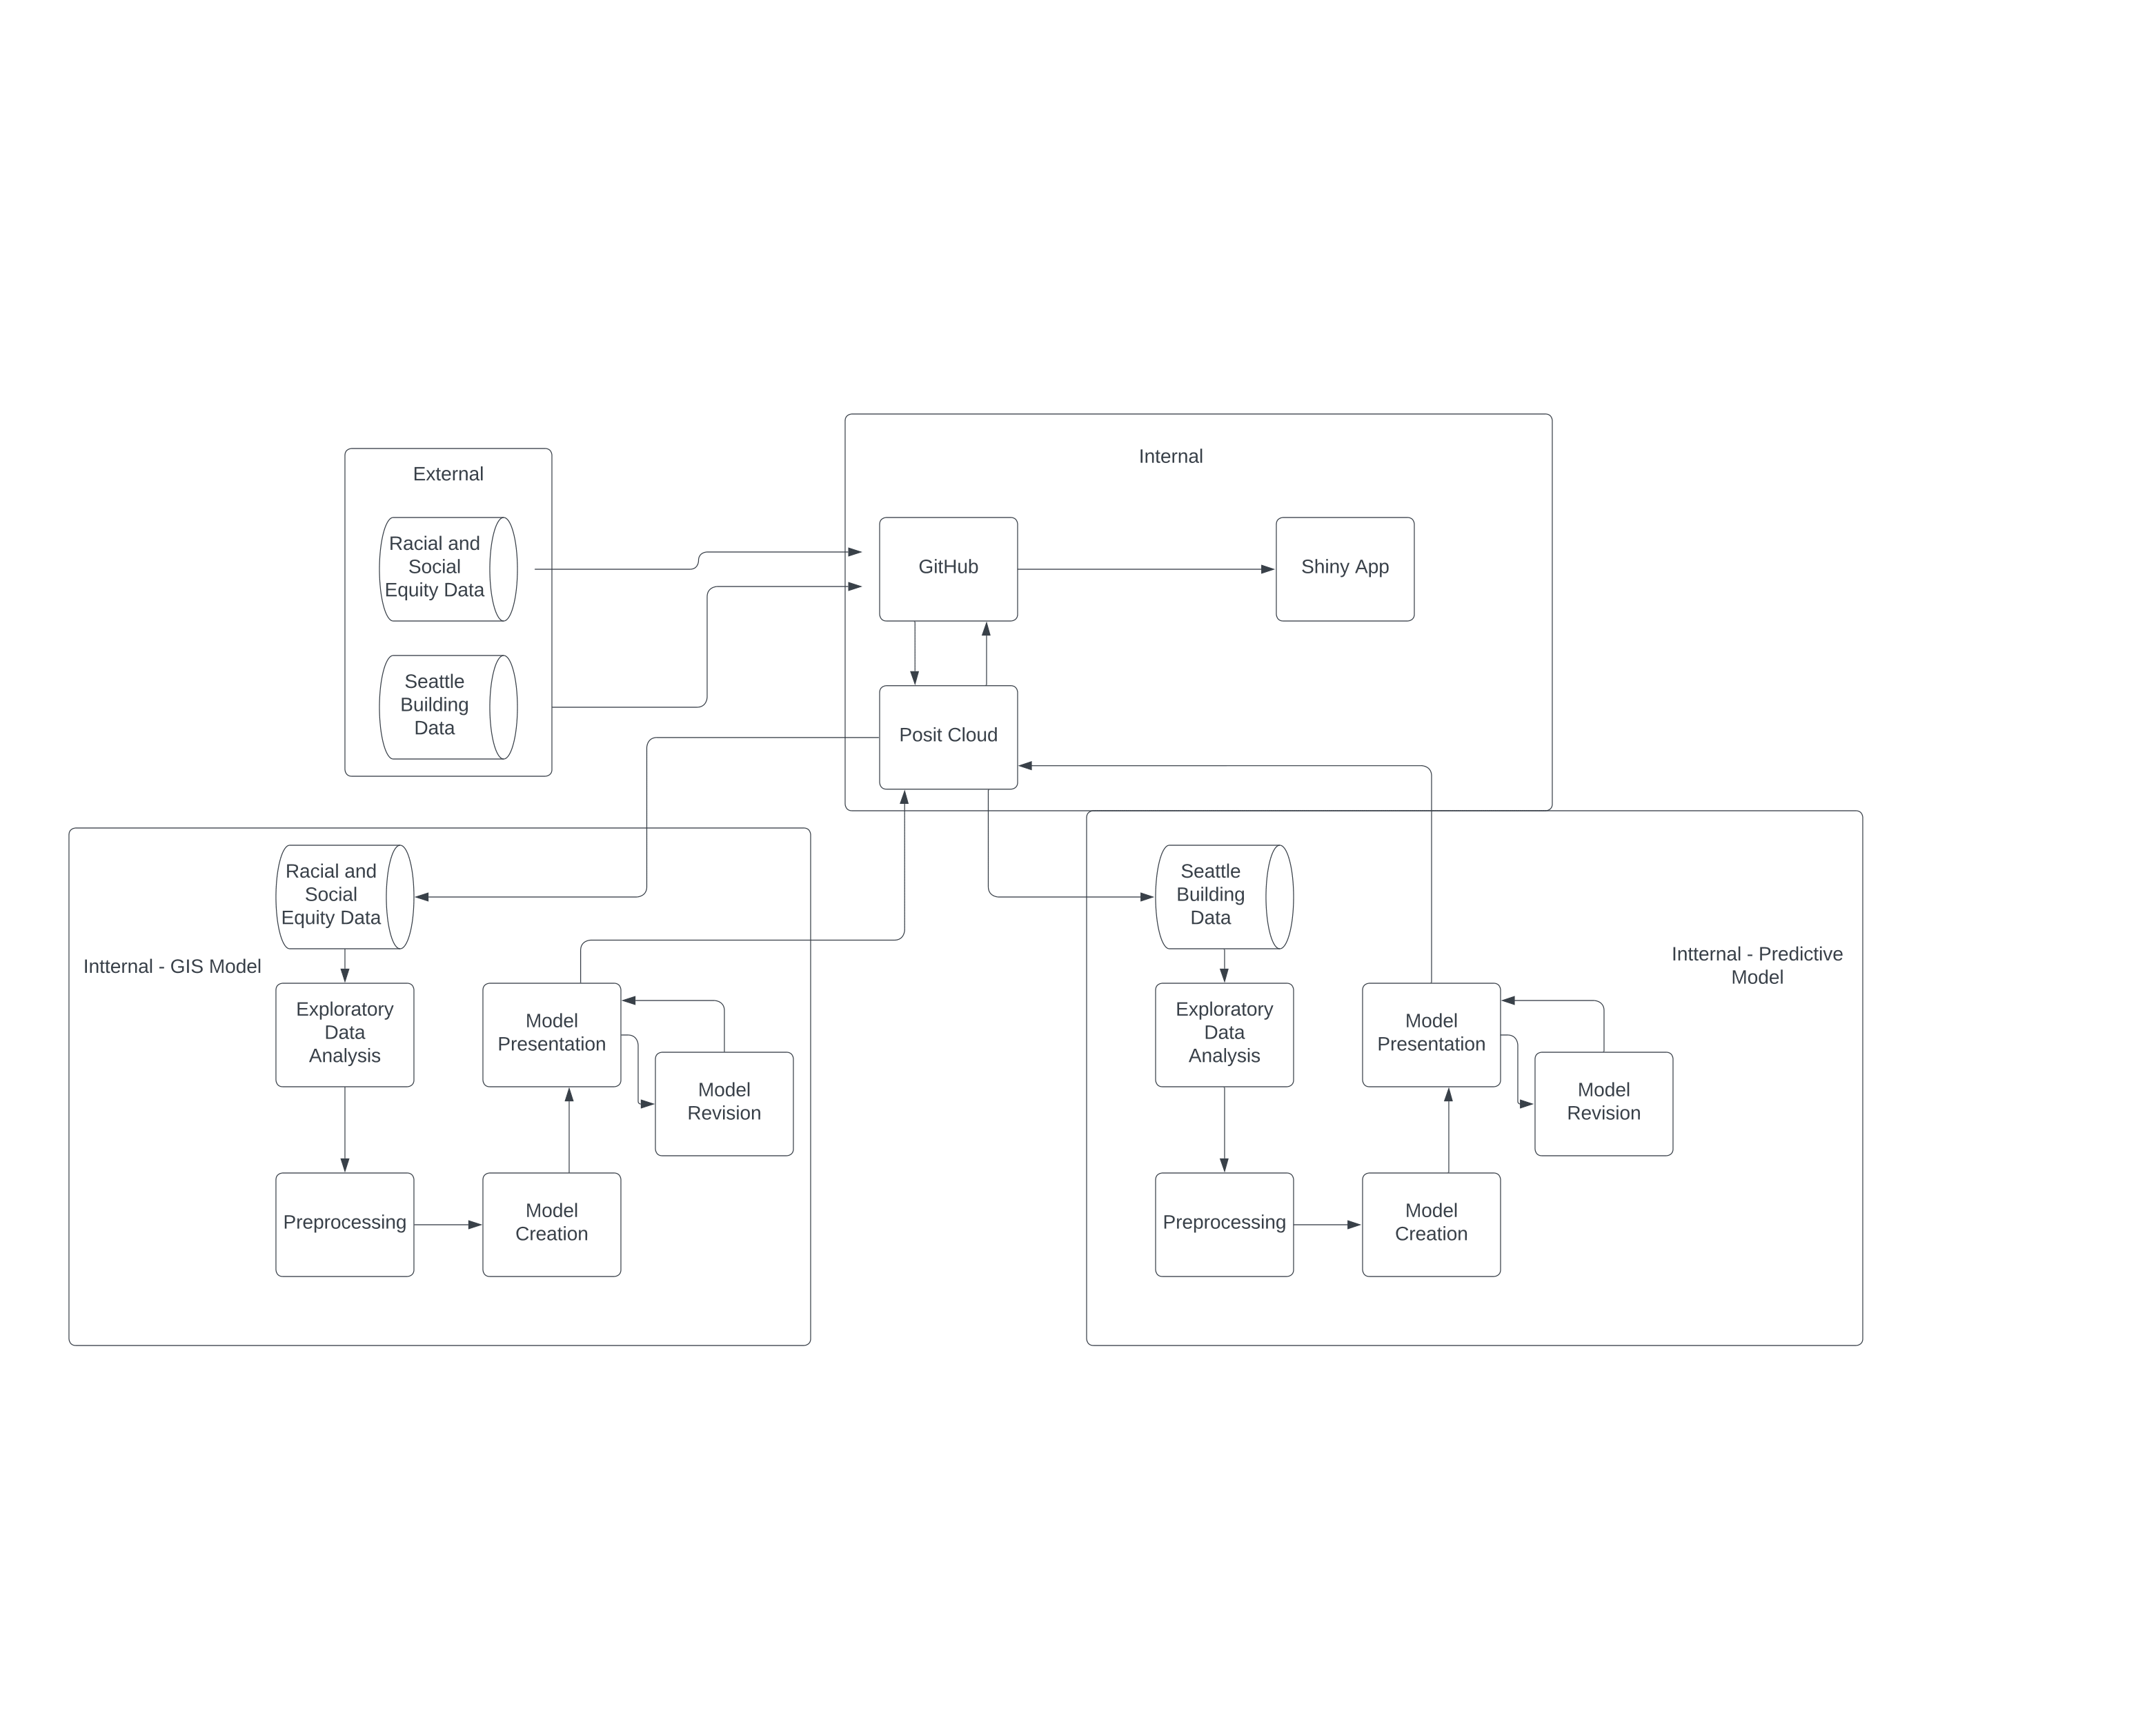 External
Racial and
Social
Equity Data
Seattle
Building
Data
Internal
GitHub
Shiny App
Posit Cloud
Intternal - GIS Model
Racial and
Social
Equity Data
Exploratory
Data
Analysis
Preprocessing
Model
Creation
Model
Presentation
Model
Revision
Intternal - Predictive
Model
Seattle
Building
Data
Exploratory
Data
Analysis
Preprocessing
Model
Creation
Model
Presentation
Model
Revision